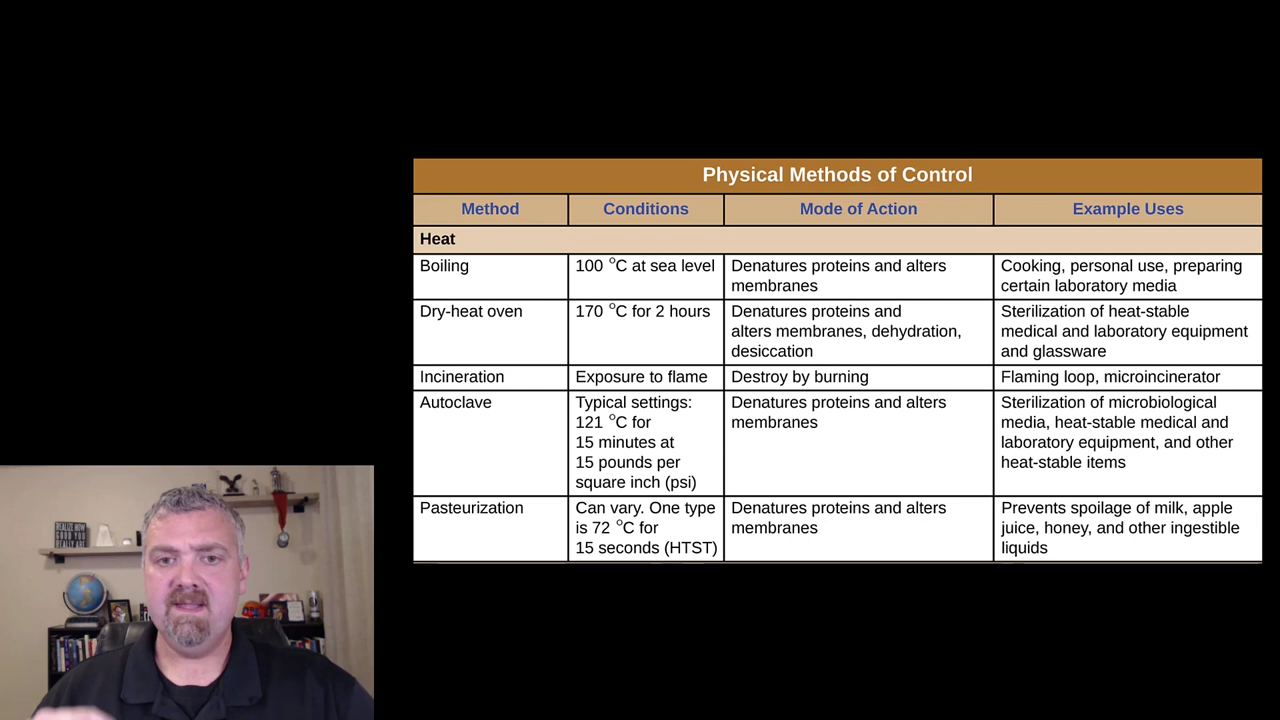 Physical Methods of Control
Method Conditions Mode of Action Example Uses
Heat
Boiling
100 °C at sea level
Denatures proteins and alters
membranes
Cooking, personal use, preparing
certain laboratory media
Dry-heat oven
170 °C for 2 hours
Denatures proteins and
alters membranes, dehydration,
desiccation
Sterilization of heat-stable
medical and laboratory equipment
and glassware
Incineration
Exposure to flame
Destroy by burning
Flaming loop, microincinerator
Autoclave
Typical settings:
121 °C for
15 minutes at
15 pounds per
square inch (psi)
Denatures proteins and alters
membranes
Sterilization of microbiological
media, heat-stable medical and
laboratory equipment, and other
heat-stable items
Pasteurization
Can vary. One type
is 72 °C for
15 seconds (HTST)
Denatures proteins and alters
membranes
Prevents spoilage of milk, apple
juice, honey, and other ingestible
liquids